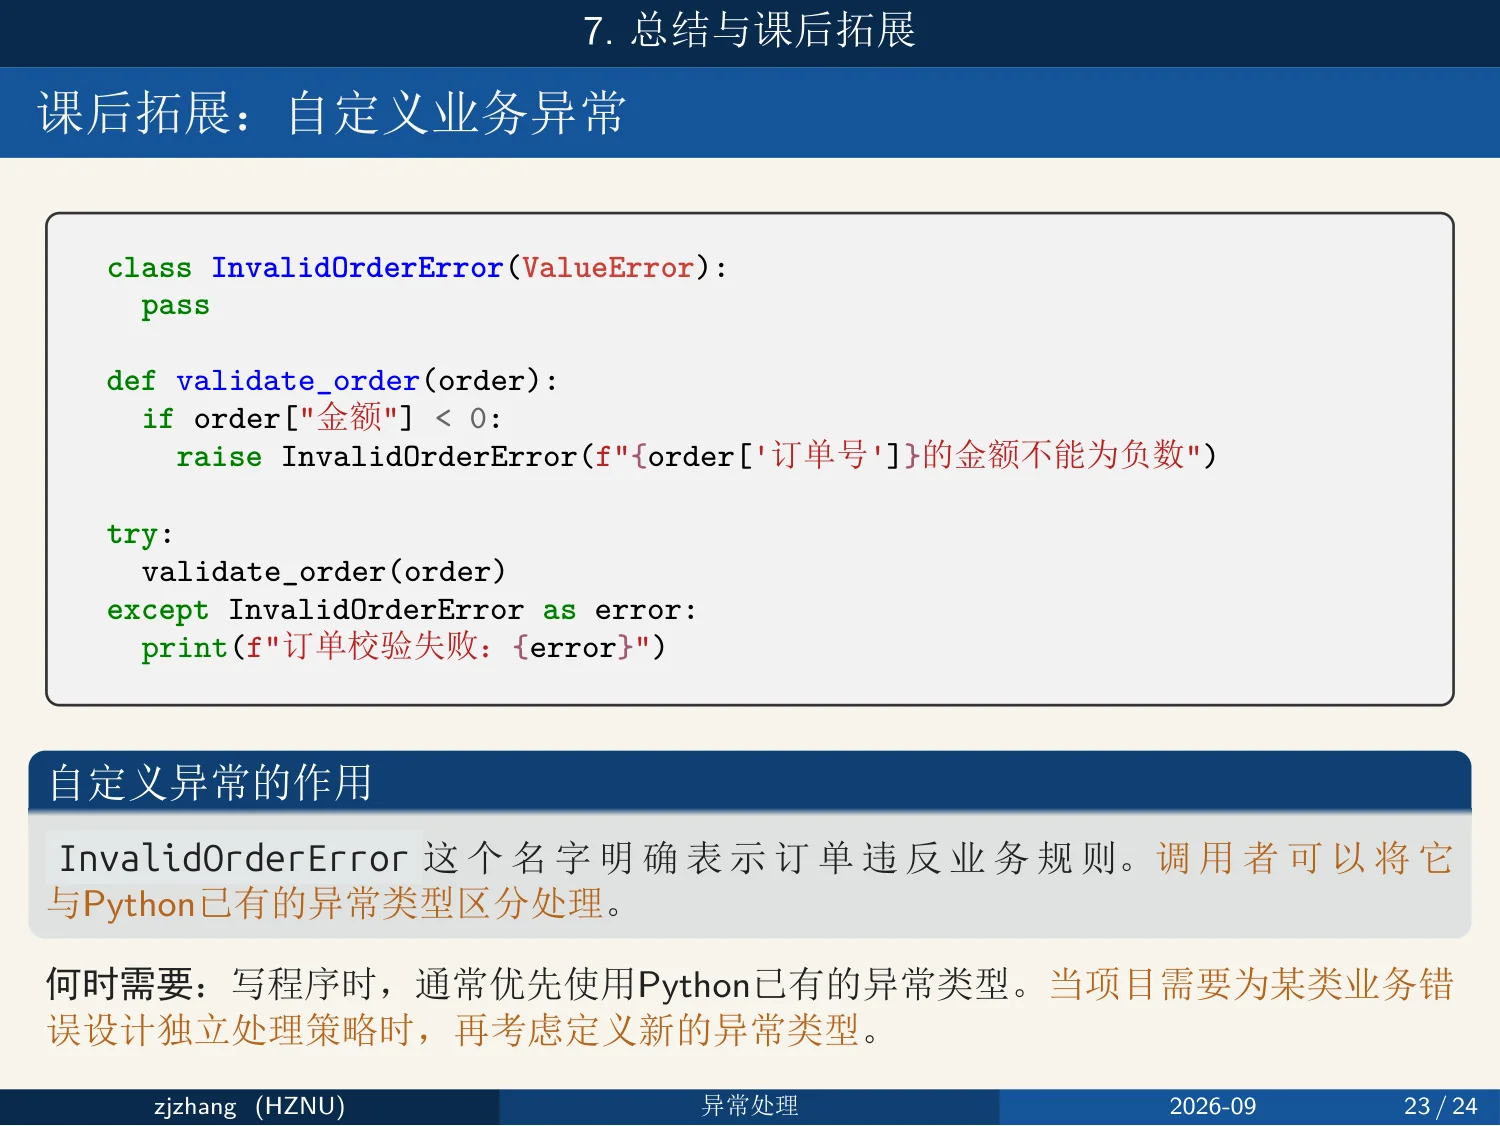 7. 总结与课后拓展
课后拓展：自定义业务异常
class InvalidOrderError(ValueError):
  pass
def validate_order(order):
  if order["金额"] < 0:
    raise InvalidOrderError(f"{order['订单号']}的金额不能为负数")
try:
  validate_order(order)
except InvalidOrderError as error:
  print(f"订单校验失败：{error}")
自定义异常的作用
InvalidOrderError 这个名字明确表示订单违反业务规则。调用者可以将它
与Python已有的异常类型区分处理。
何时需要：写程序时，通常优先使用Python已有的异常类型。当项目需要为某类业务错
误设计独立处理策略时，再考虑定义新的异常类型。
zjzhang (HZNU) 异常处理 2026-09 23 / 24